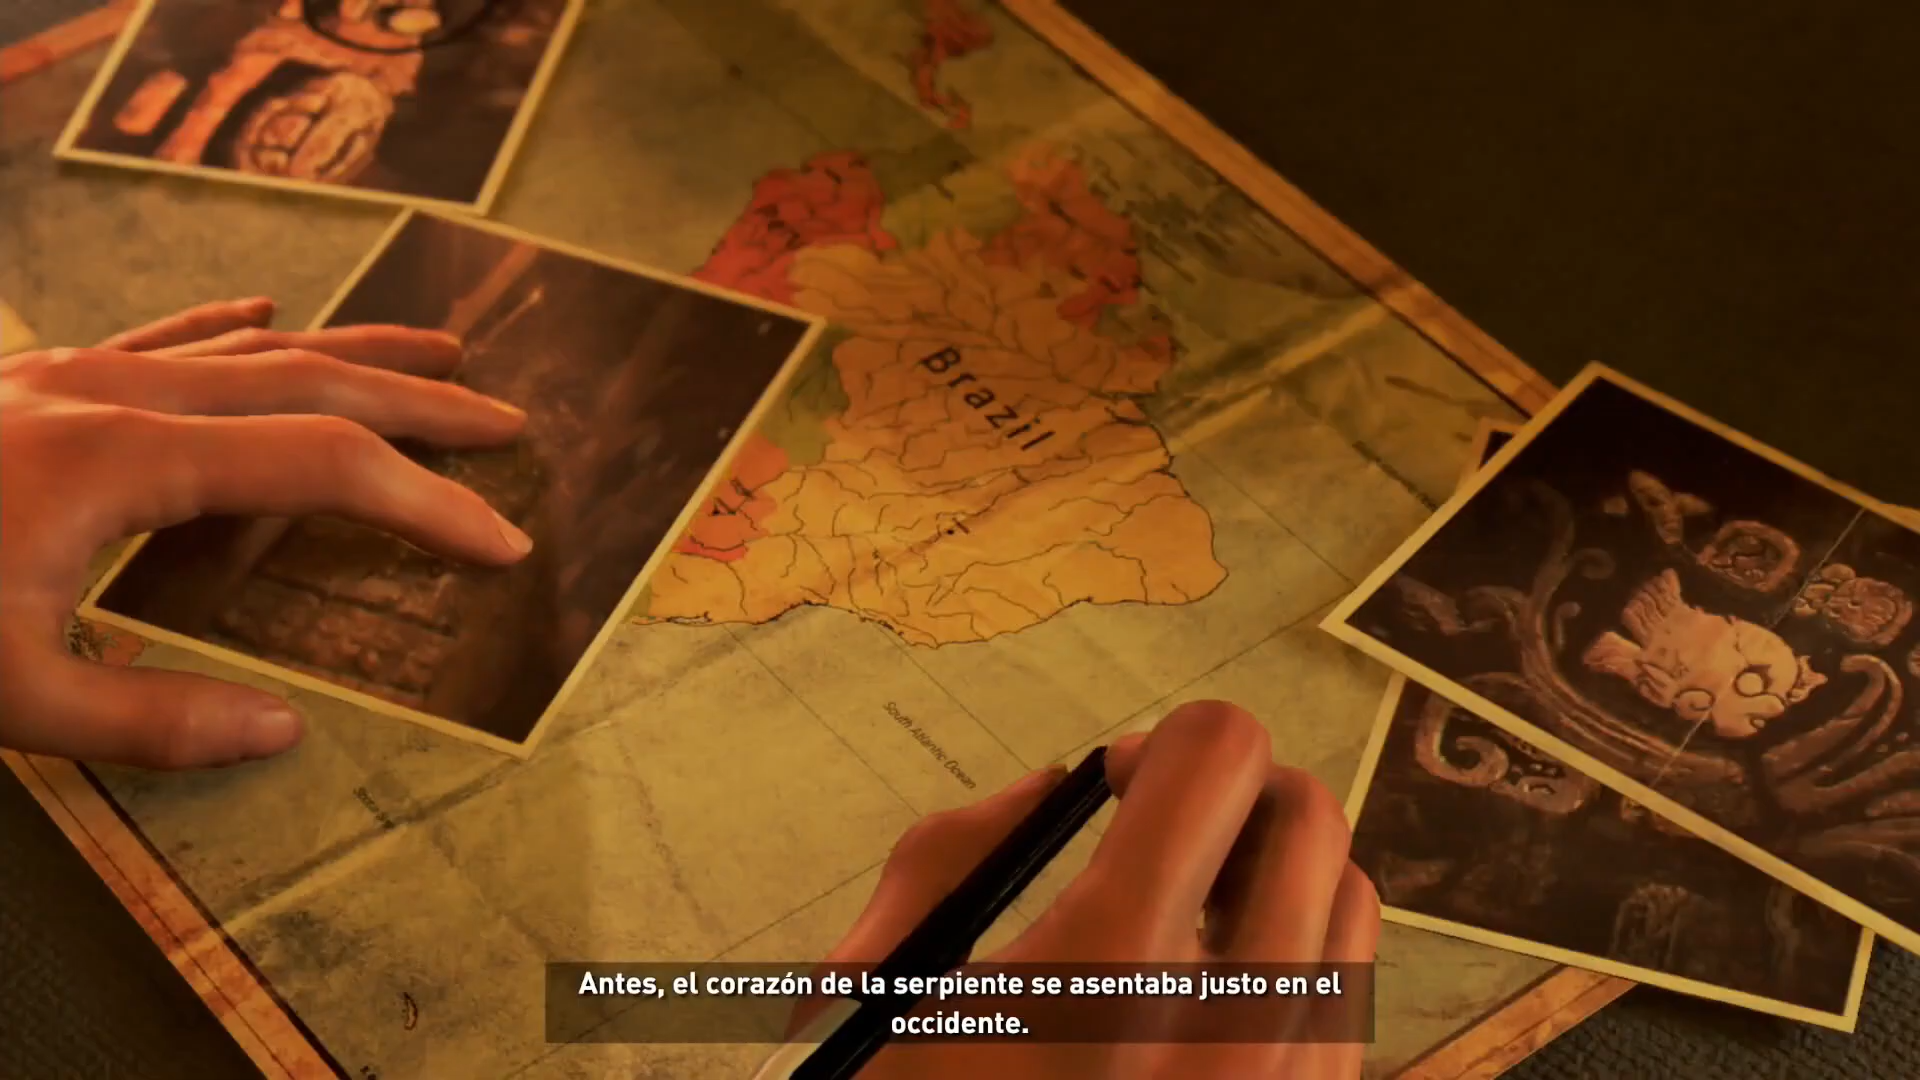 Brazil
South Atlantic Ocean
Antes, el corazón de la serpiente se asentaba justo en el
occidente.